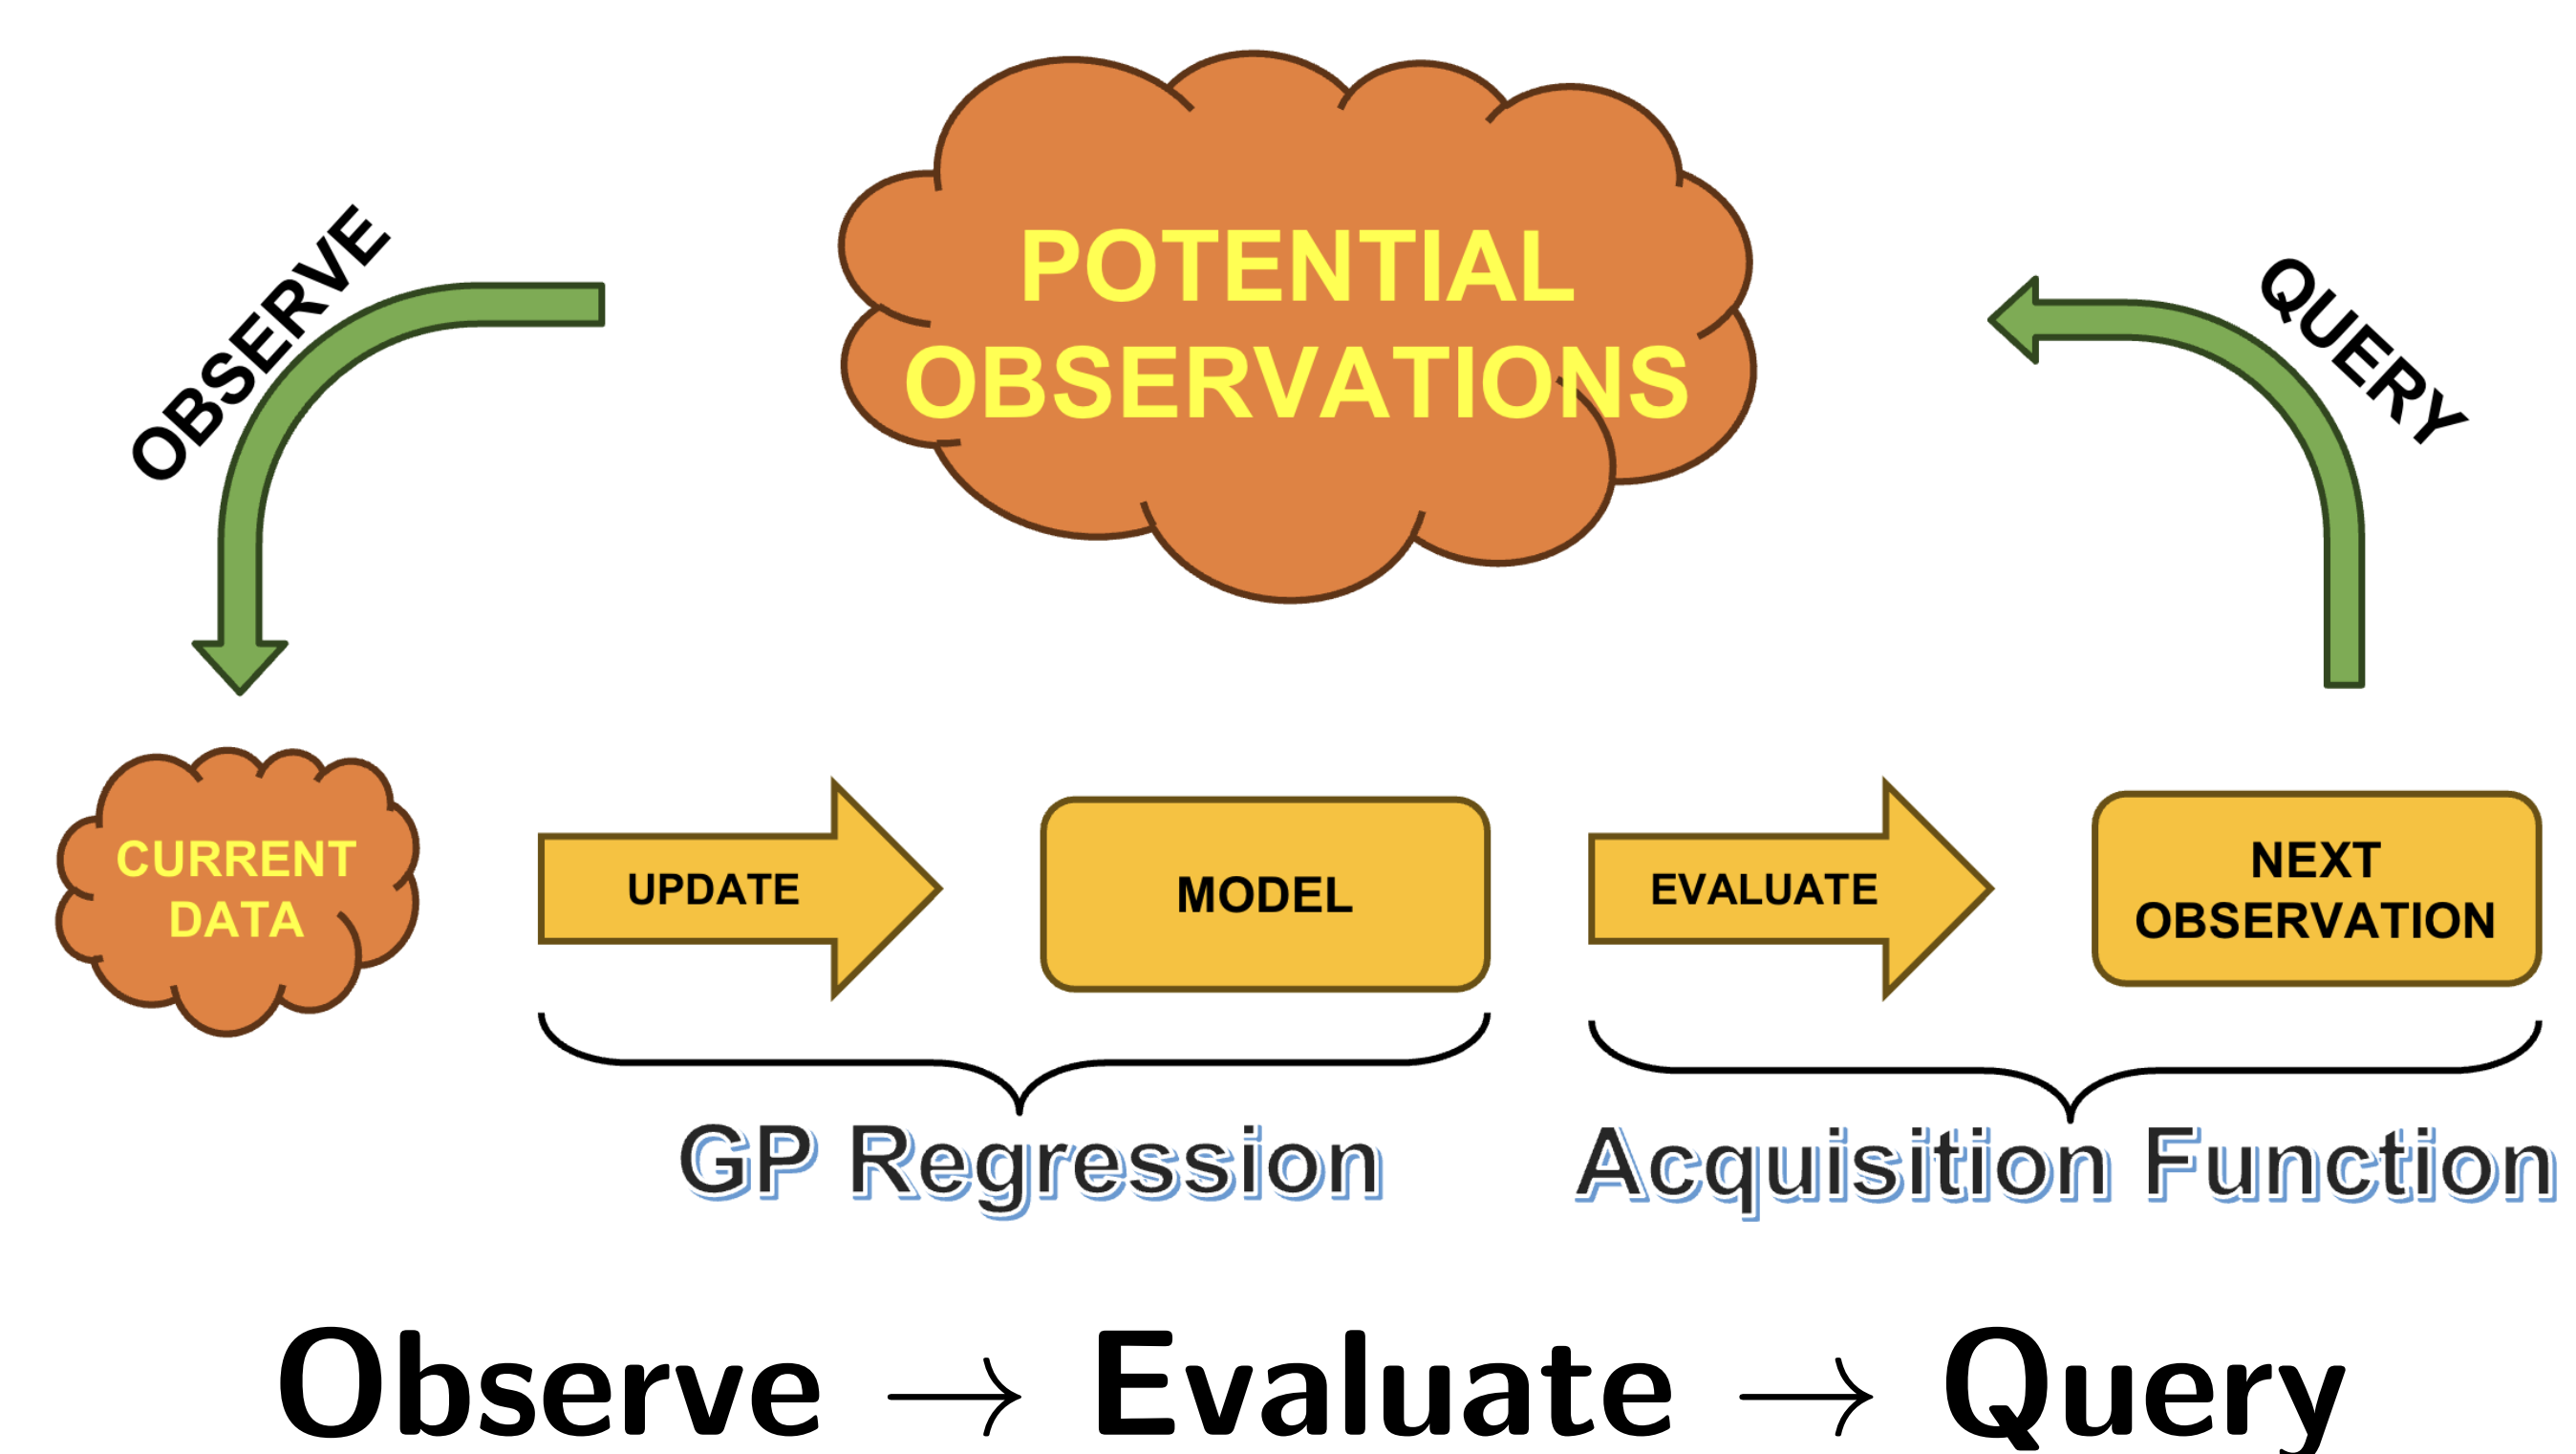 POTENTIAL
OBSERVATIONS
OBSERVE
QUERY
CURRENT
DATA
UPDATE
MODEL
EVALUATE
NEXT
OBSERVATION
GP Regression
Acquisition Function
Observe → Evaluate → Query